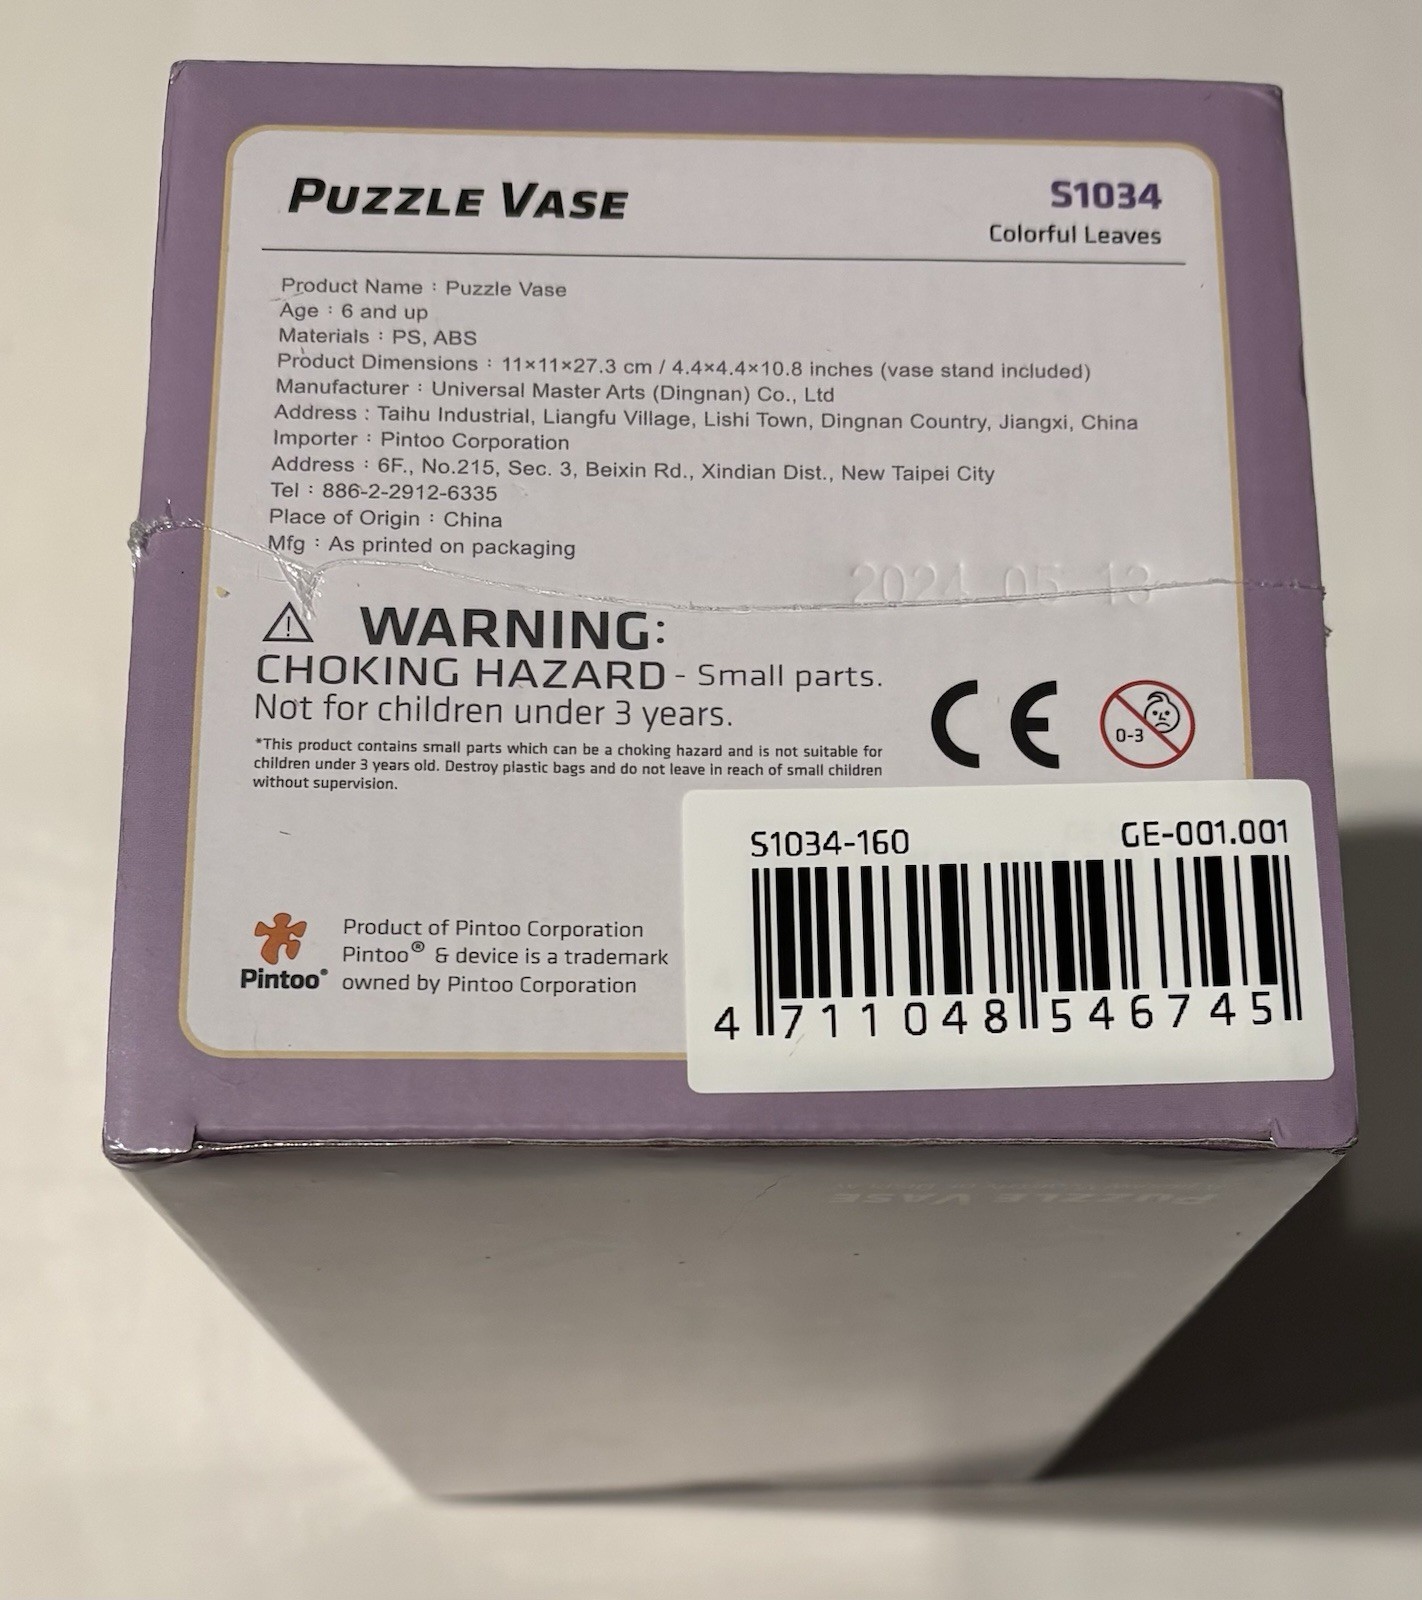 PUZZLE VASE
S1034
Colorful Leaves
Product Name : Puzzle Vase
Age : 6 and up
Materials : PS, ABS
Product Dimensions : 11×11×27.3 cm / 4.4×4.4×10.8 inches (vase stand included)
Manufacturer : Universal Master Arts (Dingnan) Co., Ltd
Address : Taihu Industrial, Liangfu Village, Lishi Town, Dingnan Country, Jiangxi, China
Importer : Pintoo Corporation
Address : 6F., No.215, Sec. 3, Beixin Rd., Xindian Dist., New Taipei City
Tel : 886-2-2912-6335
Place of Origin : China
Mfg : As printed on packaging
2024 05 13
WARNING:
CHOKING HAZARD - Small parts.
Not for children under 3 years.
*This product contains small parts which can be a choking hazard and is not suitable for
children under 3 years old. Destroy plastic bags and do not leave in reach of small children
without supervision.
CE
0-3
S1034-160 GE-001.001
4 711048 546745
Pintoo®
Product of Pintoo Corporation
Pintoo® & device is a trademark
owned by Pintoo Corporation
PUZZLE VASE